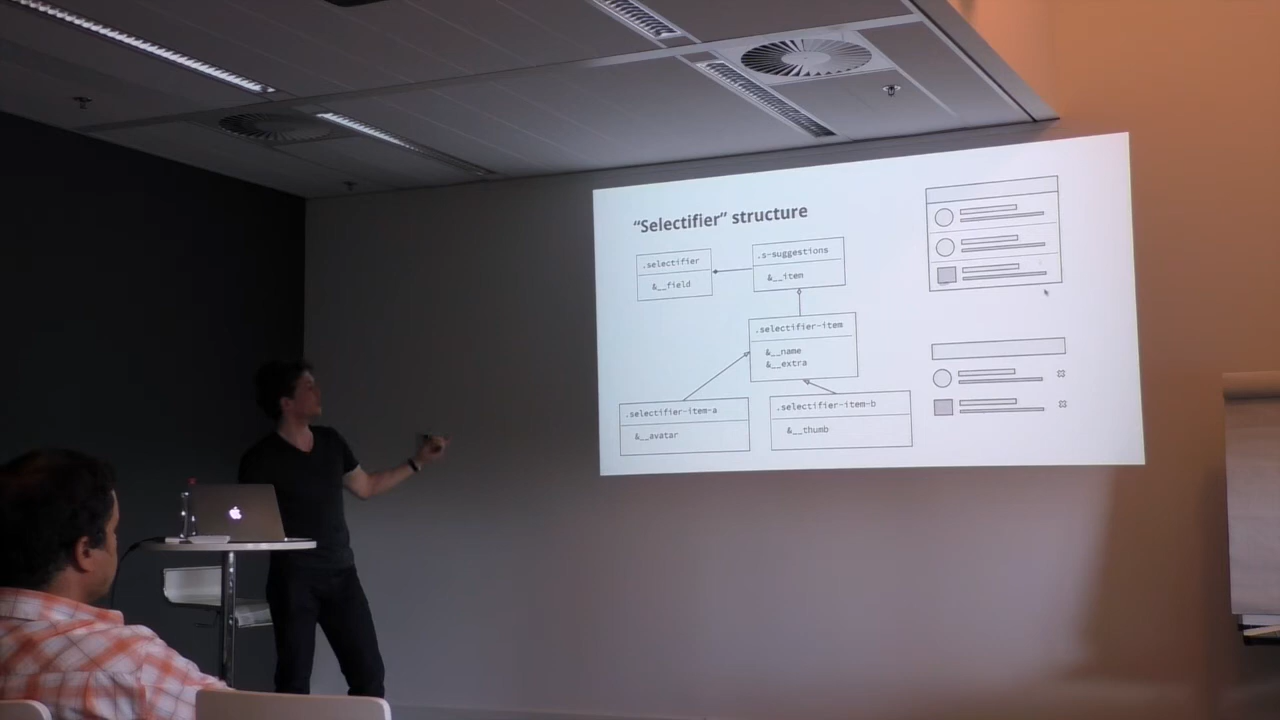 “Selectifier” structure
.selectifier
&__field
.s-suggestions
&__item
.selectifier-item
&__name
&__extra
.selectifier-item-a
&__avatar
.selectifier-item-b
&__thumb